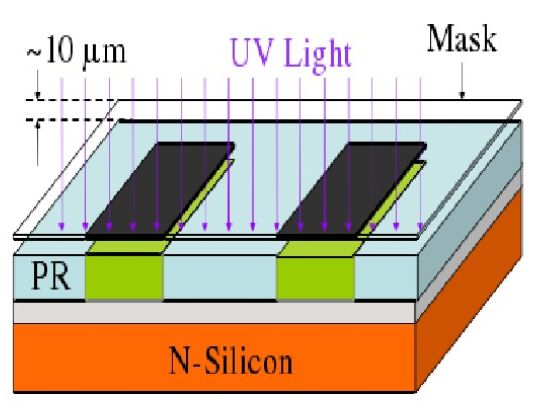 ~10 μm
UV Light
Mask
PR
N-Silicon